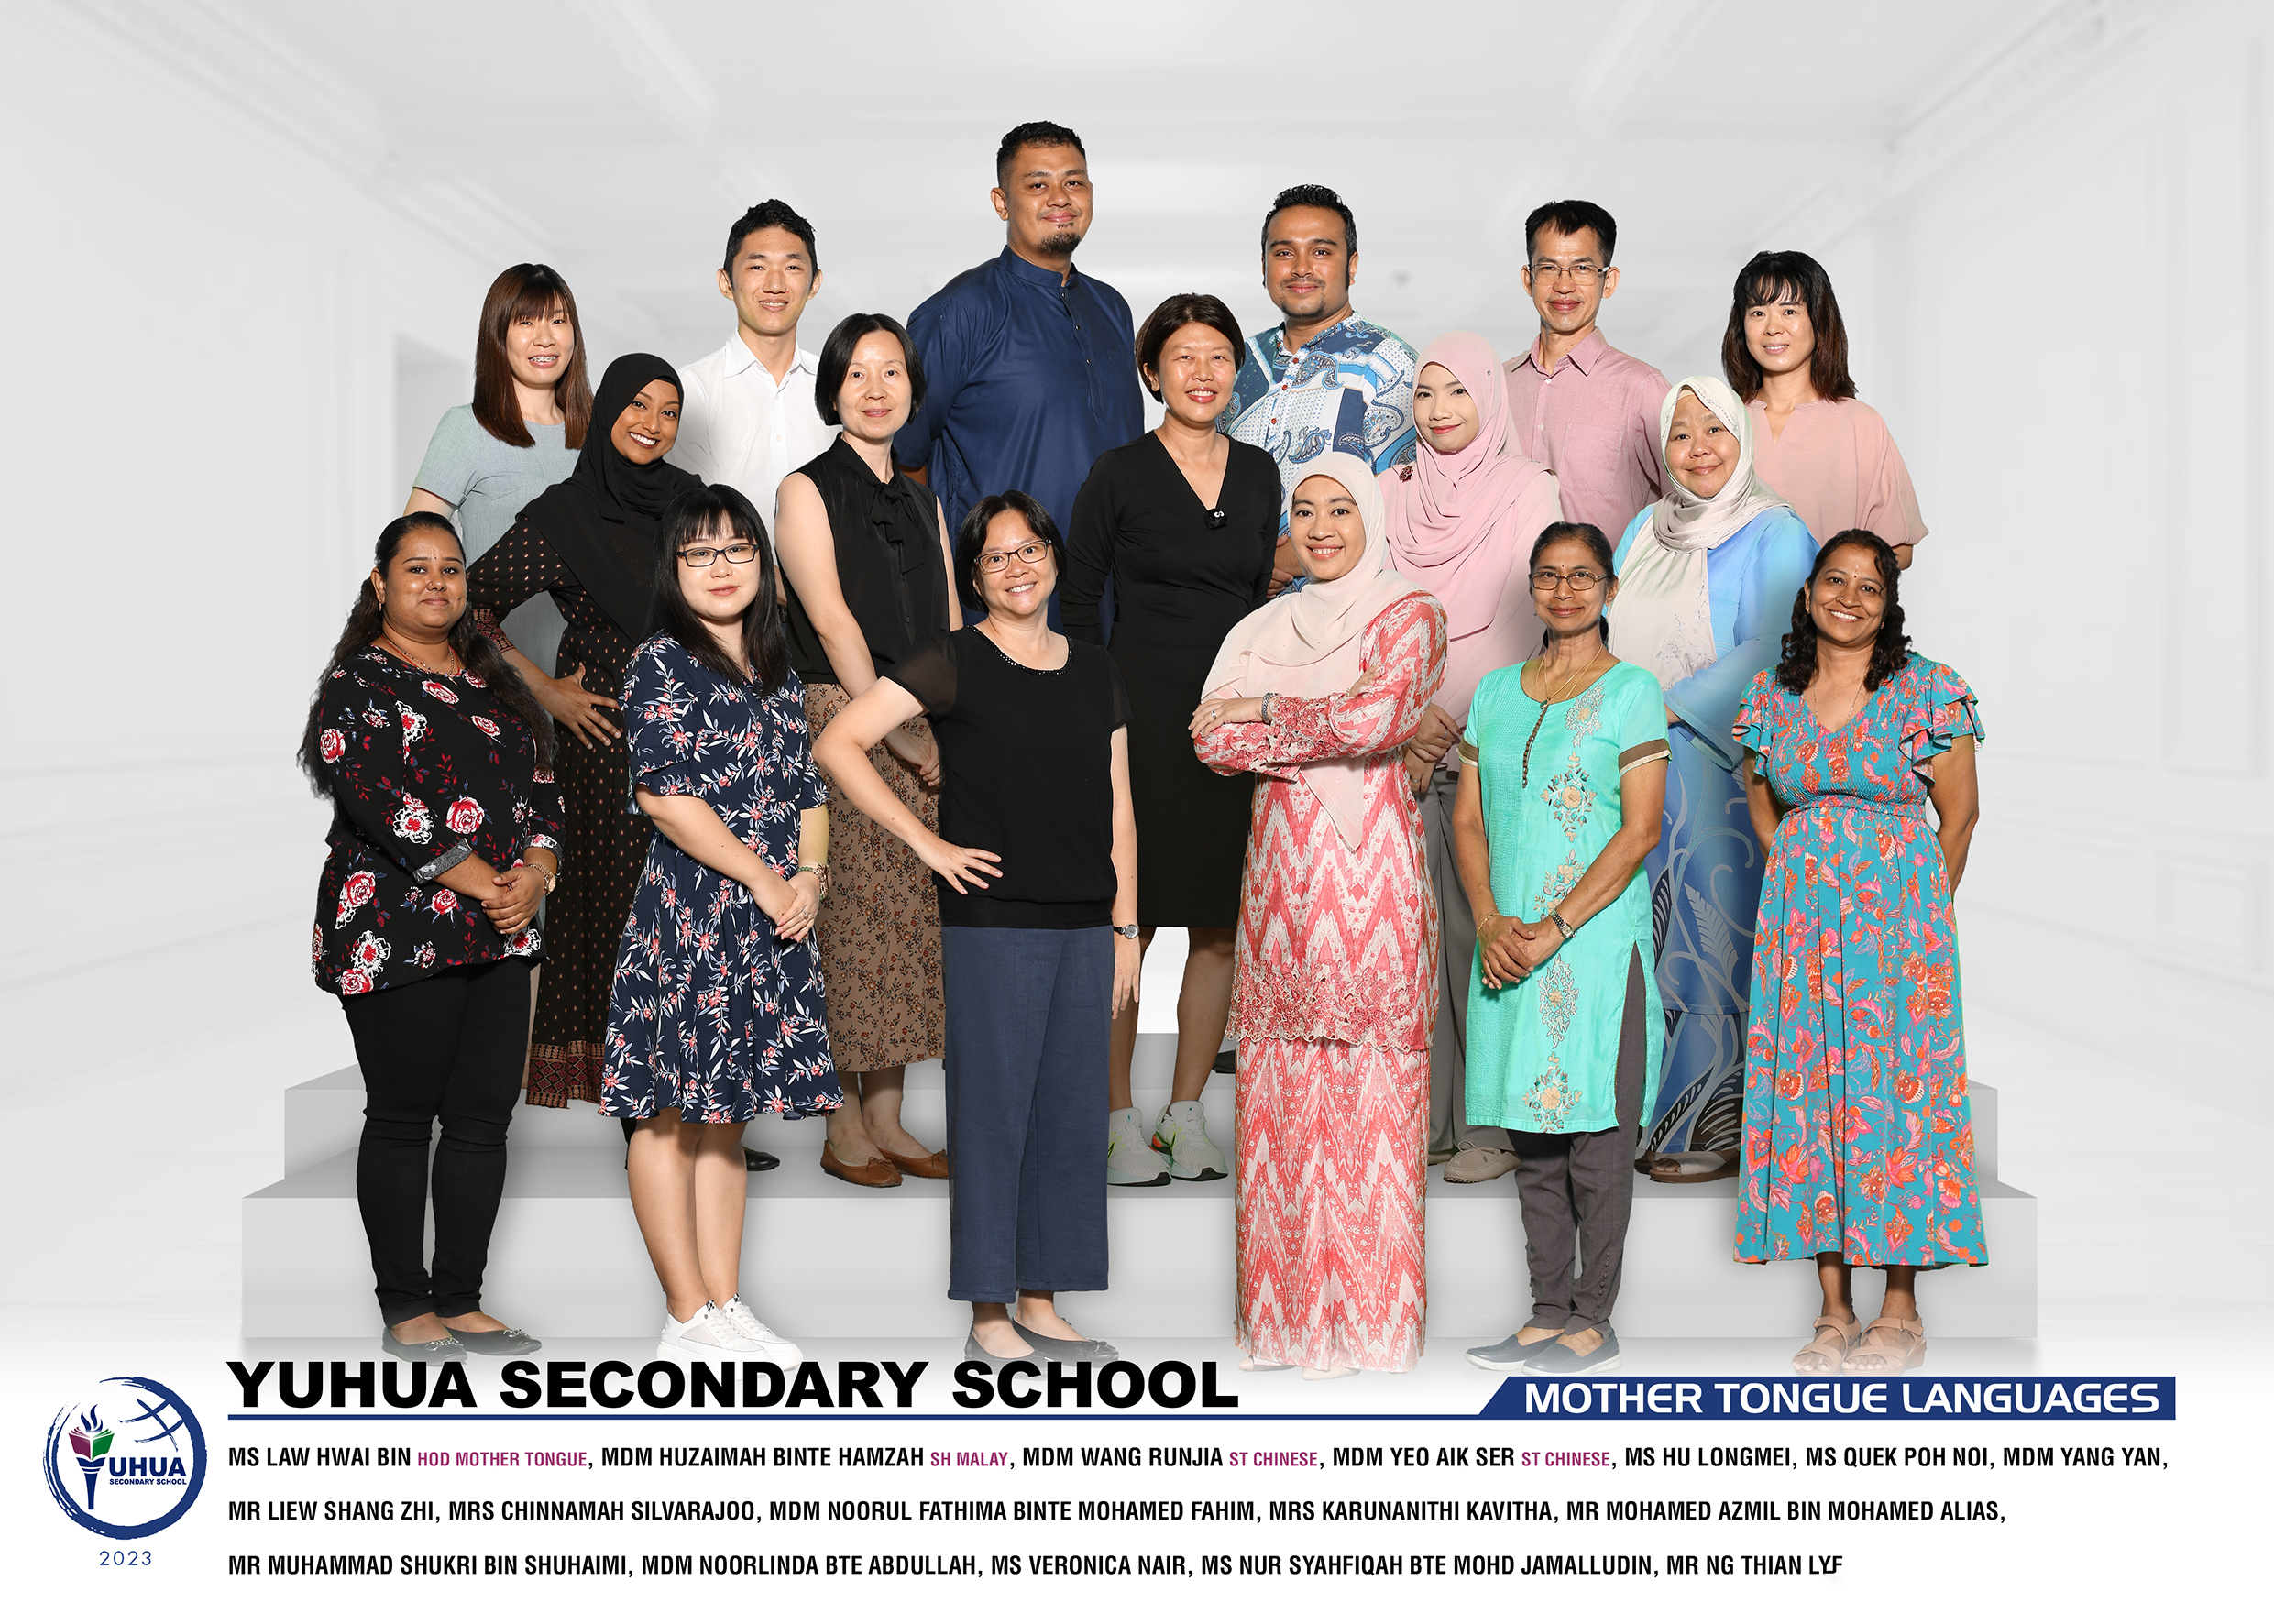 YUHUA SECONDARY SCHOOL
MOTHER TONGUE LANGUAGES
MS LAW HWAI BIN HOD MOTHER TONGUE, MDM HUZAIMAH BINTE HAMZAH SH MALAY, MDM WANG RUNJIA ST CHINESE, MDM YEO AIK SER ST CHINESE, MS HU LONGMEI, MS QUEK POH NOI, MDM YANG YAN,
MR LIEW SHANG ZHI, MRS CHINNAMAH SILVARAJOO, MDM NOORUL FATHIMA BINTE MOHAMED FAHIM, MRS KARUNANITHI KAVITHA, MR MOHAMED AZMIL BIN MOHAMED ALIAS,
MR MUHAMMAD SHUKRI BIN SHUHAIMI, MDM NOORLINDA BTE ABDULLAH, MS VERONICA NAIR, MS NUR SYAHFIQAH BTE MOHD JAMALLUDIN, MR NG THIAN
YUHUA
SECONDARY SCHOOL
2023